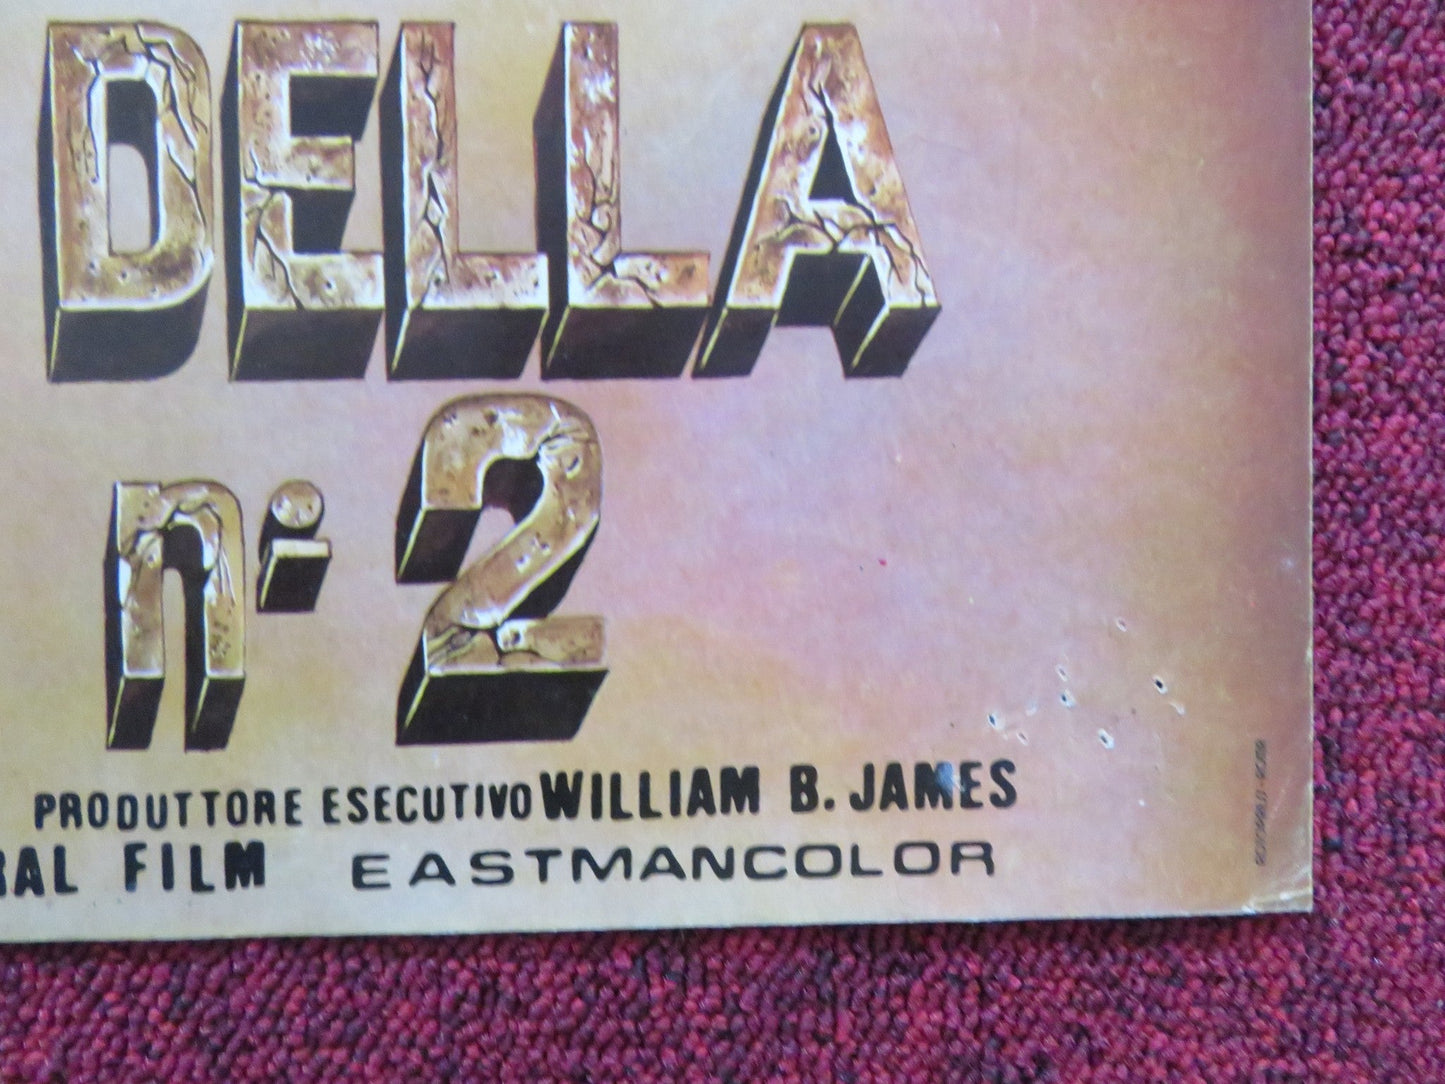 DELLA
n° 2
PRODUTTORE ESECUTIVO WILLIAM B. JAMES
RAL FILM EASTMANCOLOR